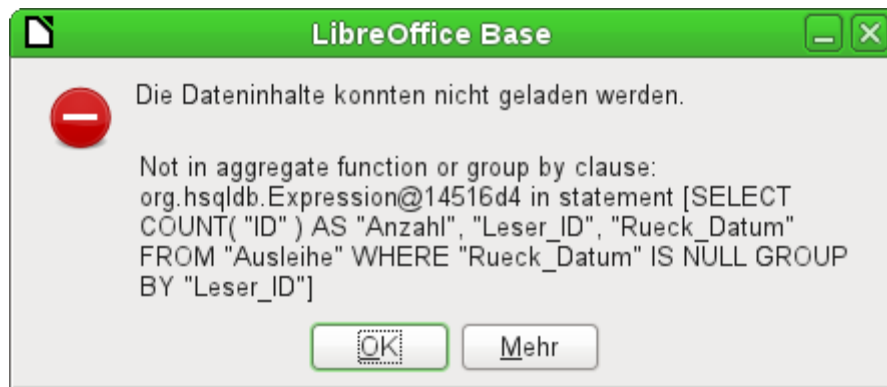 LibreOffice Base
Die Dateninhalte konnten nicht geladen werden.
Not in aggregate function or group by clause:
org.hsqldb.Expression@14516d4 in statement [SELECT
COUNT( "ID" ) AS "Anzahl", "Leser_ID", "Rueck_Datum"
FROM "Ausleihe" WHERE "Rueck_Datum" IS NULL GROUP
BY "Leser_ID"]
OK Mehr